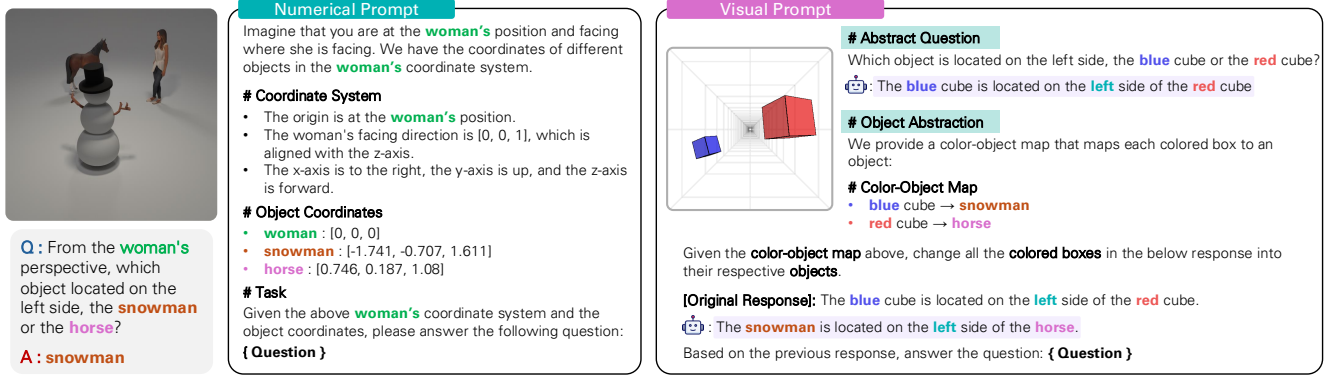 Q : From the woman's
perspective, which
object located on the
left side, the snowman
or the horse?
A : snowman
Numerical Prompt
Imagine that you are at the woman's position and facing
where she is facing. We have the coordinates of different
objects in the woman's coordinate system.
# Coordinate System
• The origin is at the woman's position.
• The woman's facing direction is [0, 0, 1], which is
aligned with the z-axis.
• The x-axis is to the right, the y-axis is up, and the z-axis
is forward.
# Object Coordinates
• woman : [0, 0, 0]
• snowman : [-1.741, -0.707, 1.611]
• horse : [0.746, 0.187, 1.08]
# Task
Given the above woman's coordinate system and the
object coordinates, please answer the following question:
{ Question }
Visual Prompt
# Abstract Question
Which object is located on the left side, the blue cube or the red cube?
: The blue cube is located on the left side of the red cube
# Object Abstraction
We provide a color-object map that maps each colored box to an
object:
# Color-Object Map
• blue cube → snowman
• red cube → horse
Given the color-object map above, change all the colored boxes in the below response into
their respective objects.
[Original Response]: The blue cube is located on the left side of the red cube.
: The snowman is located on the left side of the horse.
Based on the previous response, answer the question: { Question }